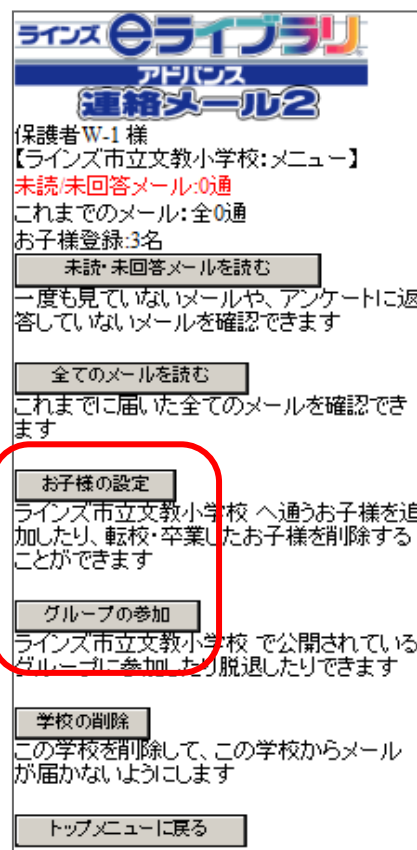 ラインズeライブラリ
アドバンス
連絡メール2
保護者W-1 様
【ラインズ市立文教小学校:メニュー】
未読/未回答メール:0通
これまでのメール:全0通
お子様登録:3名
未読・未回答メールを読む
一度も見ていないメールや、アンケートに返
答していないメールを確認できます
全てのメールを読む
これまでに届いた全てのメールを確認でき
ます
お子様の設定
ラインズ市立文教小学校 へ通うお子様を追
加したり、転校・卒業したお子様を削除する
ことができます
グループの参加
ラインズ市立文教小学校 で公開されている
グループに参加したり脱退したりできます
学校の削除
この学校を削除して、この学校からメール
が届かないようにします
トップメニューに戻る